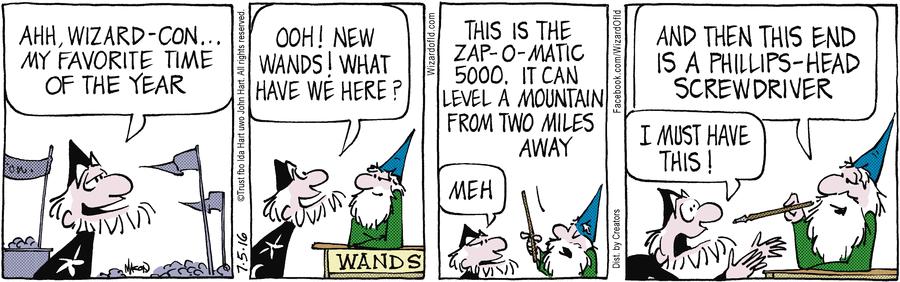 AHH, WIZARD-CON...
MY FAVORITE TIME
OF THE YEAR
on.
MASON
©Trust fbo Ida Hart uwo John Hart. All rights reserved.
7.5.16
OOH! NEW
WANDS! WHAT
HAVE WE HERE?
WANDS
WizardofId.com
THIS IS THE
ZAP-O-MATIC
5000. IT CAN
LEVEL A MOUNTAIN
FROM TWO MILES
AWAY
MEH
Dist. by Creators
Facebook.com/WizardOfId
AND THEN THIS END
IS A PHILLIPS-HEAD
SCREWDRIVER
I MUST HAVE
THIS!